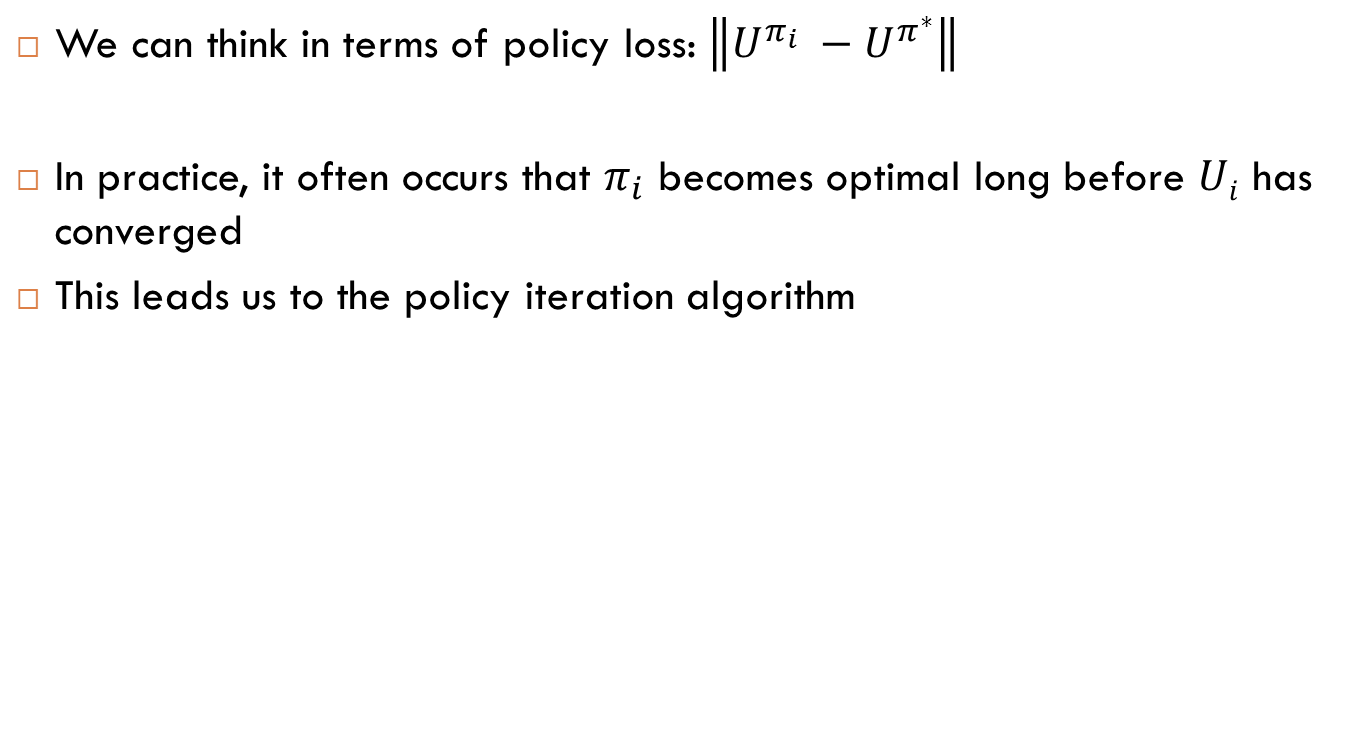 □ We can think in terms of policy loss: ‖U^{π_i} − U^{π^*}‖
□ In practice, it often occurs that π_i becomes optimal long before U_i has
converged
□ This leads us to the policy iteration algorithm